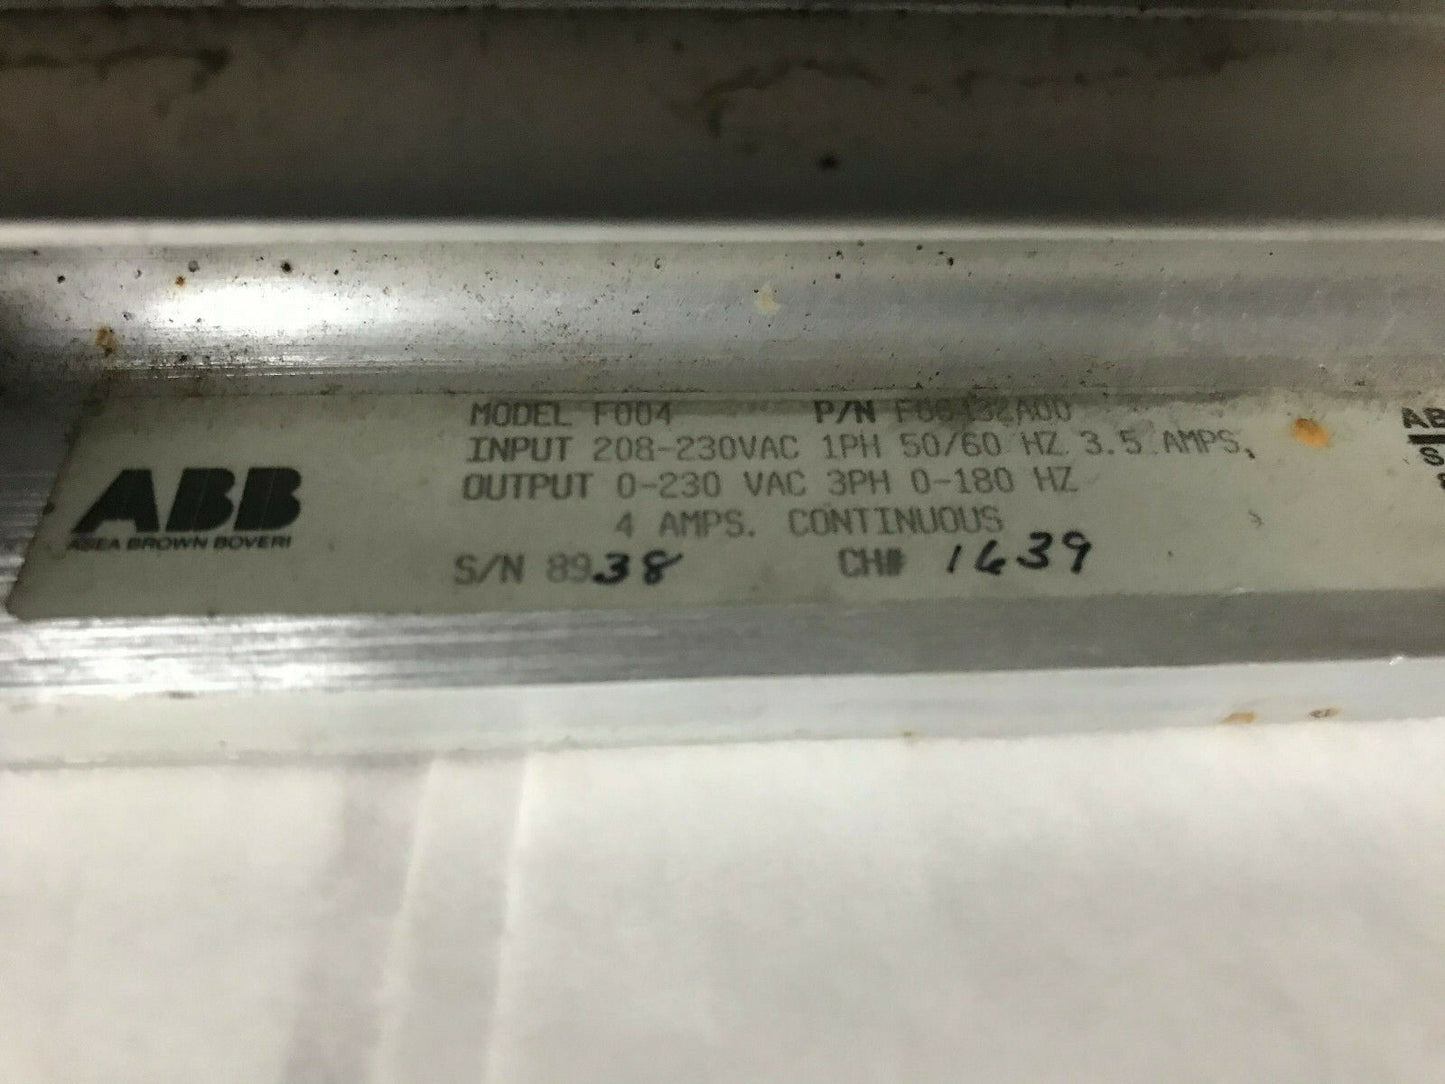 MODEL F004 P/N F06132A00
INPUT 208-230VAC 1PH 50/60 HZ 3.5 AMPS,
OUTPUT 0-230 VAC 3PH 0-180 HZ
4 AMPS. CONTINUOUS
S/N 8938 CH# 1639
ABB
ASEA BROWN BOVERI